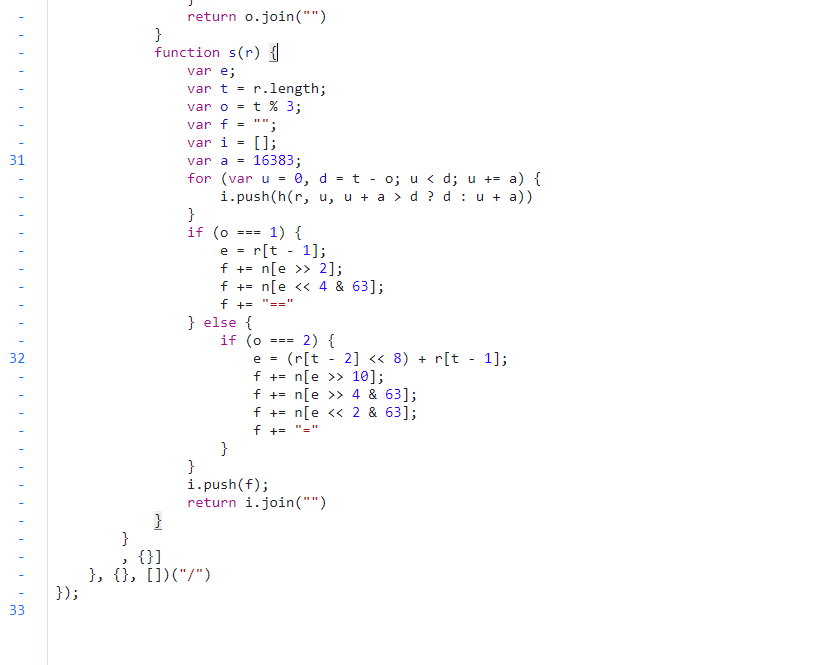 -                 return o.join("")
-             }
-             function s(r) {
-                 var e;
-                 var t = r.length;
-                 var o = t % 3;
-                 var f = "";
-                 var i = [];
31                 var a = 16383;
-                 for (var u = 0, d = t - o; u < d; u += a) {
-                     i.push(h(r, u, u + a > d ? d : u + a))
-                 }
-                 if (o === 1) {
-                     e = r[t - 1];
-                     f += n[e >> 2];
-                     f += n[e << 4 & 63];
-                     f += "=="
-                 } else {
-                     if (o === 2) {
32                         e = (r[t - 2] << 8) + r[t - 1];
-                         f += n[e >> 10];
-                         f += n[e >> 4 & 63];
-                         f += n[e << 2 & 63];
-                         f += "="
-                     }
-                 }
-                 i.push(f);
-                 return i.join("")
-             }
-         }
-         , {}]
-     }, {}, [])("/")
- });
33